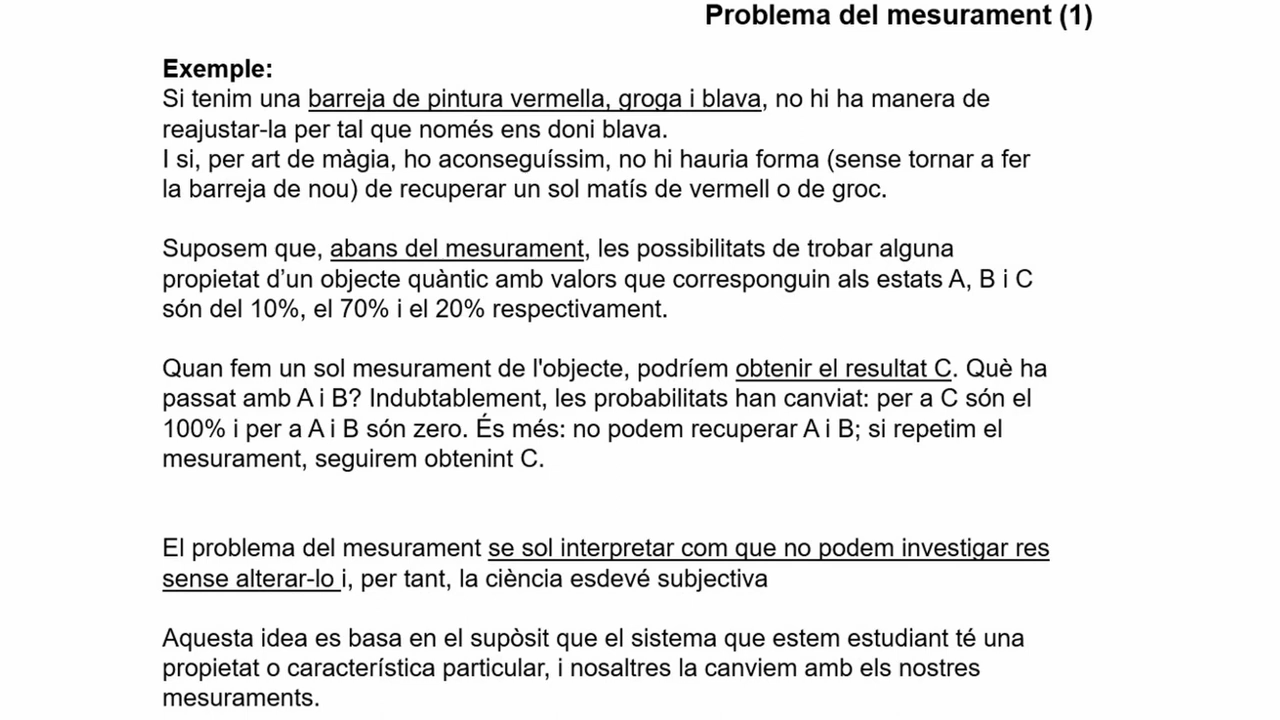 Problema del mesurament (1)
Exemple:
Si tenim una barreja de pintura vermella, groga i blava, no hi ha manera de
reajustar-la per tal que només ens doni blava.
I si, per art de màgia, ho aconseguíssim, no hi hauria forma (sense tornar a fer
la barreja de nou) de recuperar un sol matís de vermell o de groc.
Suposem que, abans del mesurament, les possibilitats de trobar alguna
propietat d’un objecte quàntic amb valors que corresponguin als estats A, B i C
són del 10%, el 70% i el 20% respectivament.
Quan fem un sol mesurament de l'objecte, podríem obtenir el resultat C. Què ha
passat amb A i B? Indubtablement, les probabilitats han canviat: per a C són el
100% i per a A i B són zero. És més: no podem recuperar A i B; si repetim el
mesurament, seguirem obtenint C.
El problema del mesurament se sol interpretar com que no podem investigar res
sense alterar-lo i, per tant, la ciència esdevé subjectiva
Aquesta idea es basa en el supòsit que el sistema que estem estudiant té una
propietat o característica particular, i nosaltres la canviem amb els nostres
mesuraments.